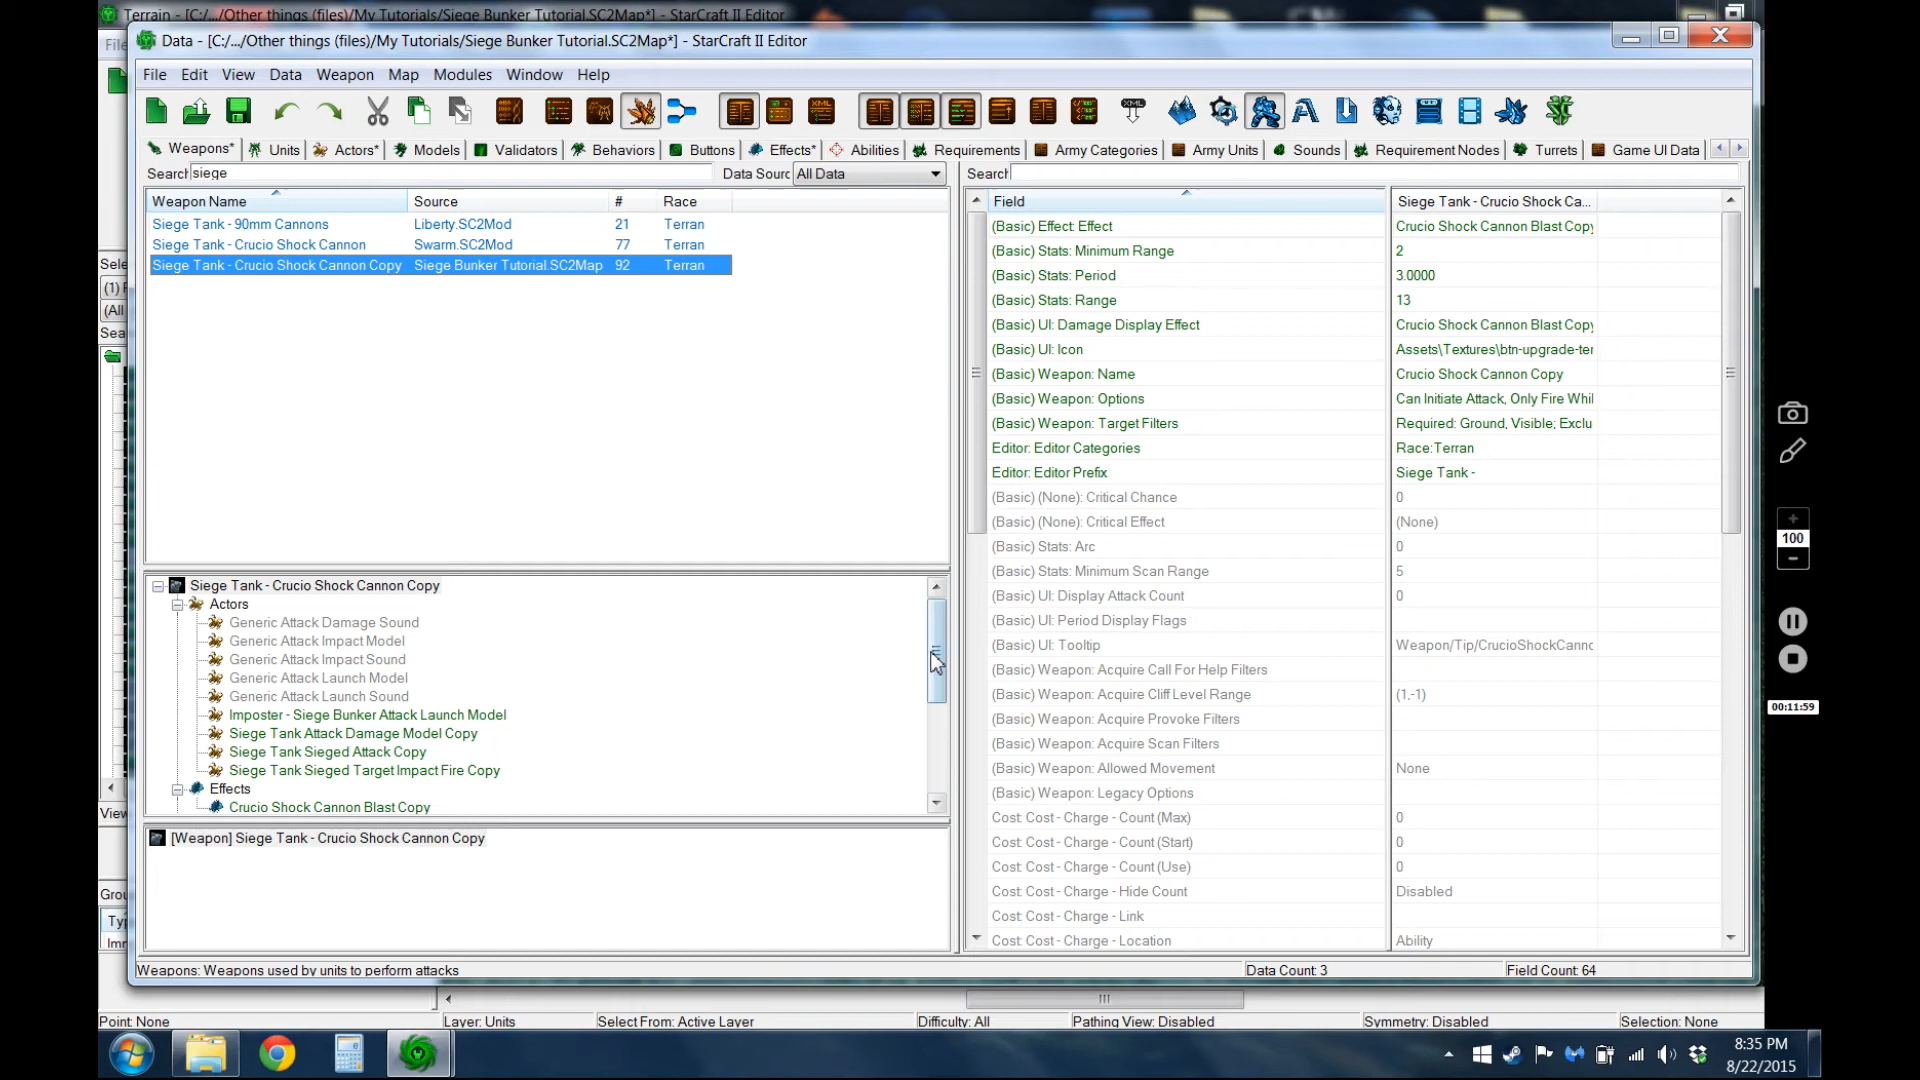 Terrain - [C:/.../Other things (files)/My Tutorials/Siege Bunker Tutorial.SC2Map*] - StarCraft II Editor
Data - [C:/.../Other things (files)/My Tutorials/Siege Bunker Tutorial.SC2Map*] - StarCraft II Editor
File Edit View Data Weapon Map Modules Window Help
Weapons* Units Actors* Models Validators Behaviors Buttons Effects* Abilities Requirements Army Categories Army Units Sounds Requirement Nodes Turrets Game UI Data
Search siege Data Sourc All Data Search
Weapon Name Source # Race
Siege Tank - 90mm Cannons Liberty.SC2Mod 21 Terran
Siege Tank - Crucio Shock Cannon Swarm.SC2Mod 77 Terran
Siege Tank - Crucio Shock Cannon Copy Siege Bunker Tutorial.SC2Map 92 Terran
Field Siege Tank - Crucio Shock Ca...
(Basic) Effect: Effect Crucio Shock Cannon Blast Copy
(Basic) Stats: Minimum Range 2
(Basic) Stats: Period 3.0000
(Basic) Stats: Range 13
(Basic) UI: Damage Display Effect Crucio Shock Cannon Blast Copy
(Basic) UI: Icon Assets\Textures\btn-upgrade-ter
(Basic) Weapon: Name Crucio Shock Cannon Copy
(Basic) Weapon: Options Can Initiate Attack, Only Fire Whil
(Basic) Weapon: Target Filters Required: Ground, Visible; Exclu
Editor: Editor Categories Race:Terran
Editor: Editor Prefix Siege Tank -
(Basic) (None): Critical Chance 0
(Basic) (None): Critical Effect (None)
(Basic) Stats: Arc 0
(Basic) Stats: Minimum Scan Range 5
(Basic) UI: Display Attack Count 0
(Basic) UI: Period Display Flags
(Basic) UI: Tooltip Weapon/Tip/CrucioShockCannc
(Basic) Weapon: Acquire Call For Help Filters
(Basic) Weapon: Acquire Cliff Level Range (1,-1)
(Basic) Weapon: Acquire Provoke Filters
(Basic) Weapon: Acquire Scan Filters
(Basic) Weapon: Allowed Movement None
(Basic) Weapon: Legacy Options
Cost: Cost - Charge - Count (Max) 0
Cost: Cost - Charge - Count (Start) 0
Cost: Cost - Charge - Count (Use) 0
Cost: Cost - Charge - Hide Count Disabled
Cost: Cost - Charge - Link
Cost: Cost - Charge - Location Ability
Siege Tank - Crucio Shock Cannon Copy
Actors
Generic Attack Damage Sound
Generic Attack Impact Model
Generic Attack Impact Sound
Generic Attack Launch Model
Generic Attack Launch Sound
Imposter - Siege Bunker Attack Launch Model
Siege Tank Attack Damage Model Copy
Siege Tank Sieged Attack Copy
Siege Tank Sieged Target Impact Fire Copy
Effects
Crucio Shock Cannon Blast Copy
[Weapon] Siege Tank - Crucio Shock Cannon Copy
Weapons: Weapons used by units to perform attacks Data Count: 3 Field Count: 64
Point: None Layer: Units Select From: Active Layer Difficulty: All Pathing View: Disabled Symmetry: Disabled Selection: None
100
00:11:59
8:35 PM
8/22/2015